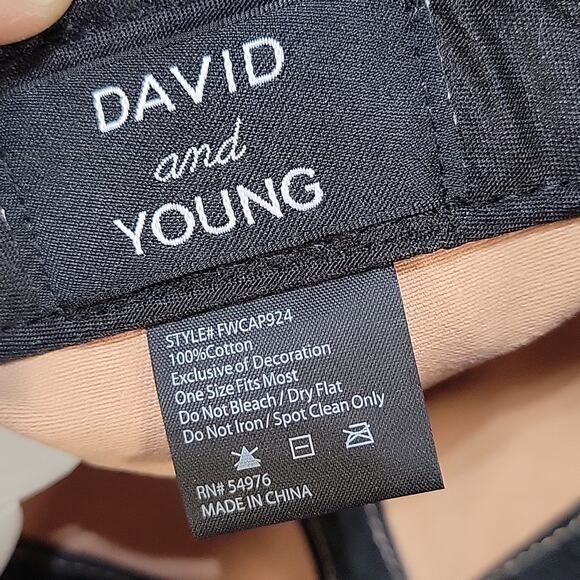 DAVID
and
YOUNG
STYLE# FWCAP924
100%Cotton
Exclusive of Decoration
One Size Fits Most
Do Not Bleach / Dry Flat
Do Not Iron / Spot Clean Only
RN# 54976
MADE IN CHINA